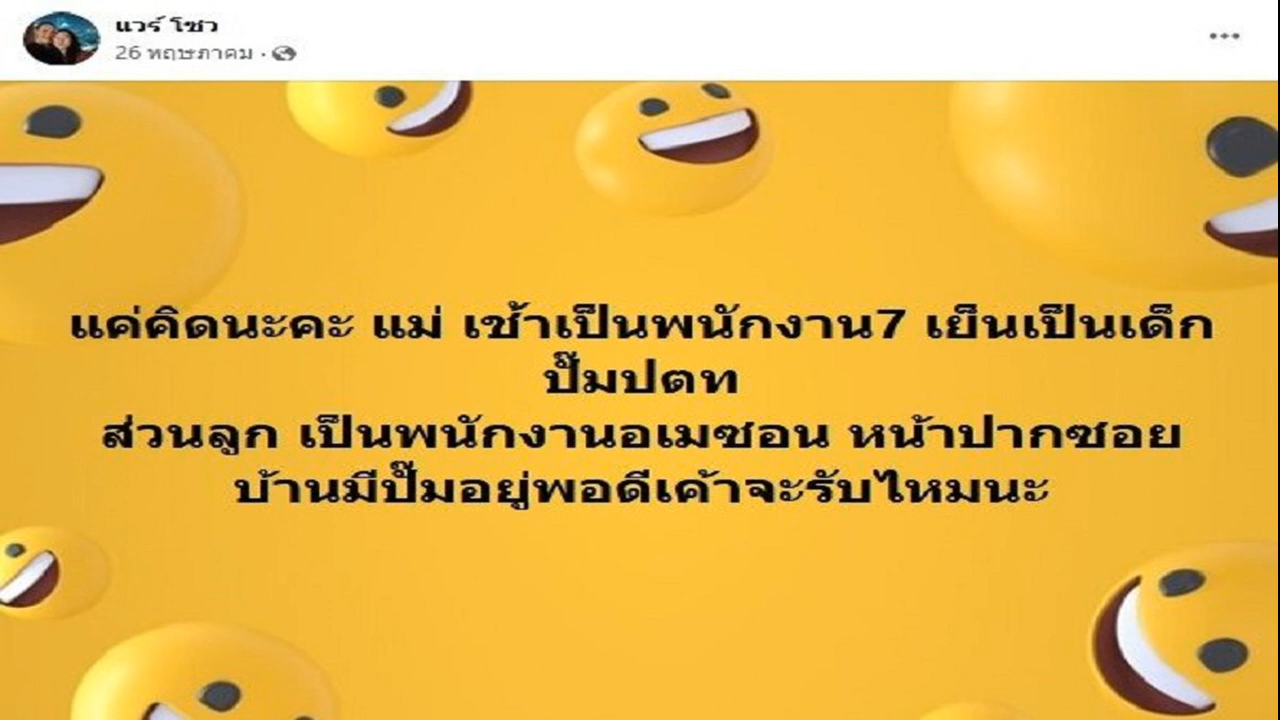 แวร์ โซว
26 พฤษภาคม ·
แค่คิดนะคะ แม่ เช้าเป็นพนักงาน7 เย็นเป็นเด็ก
ปั๊มปตท
ส่วนลูก เป็นพนักงานอเมซอน หน้าปากซอย
บ้านมีปั๊มอยู่พอดีเค้าจะรับไหมนะ